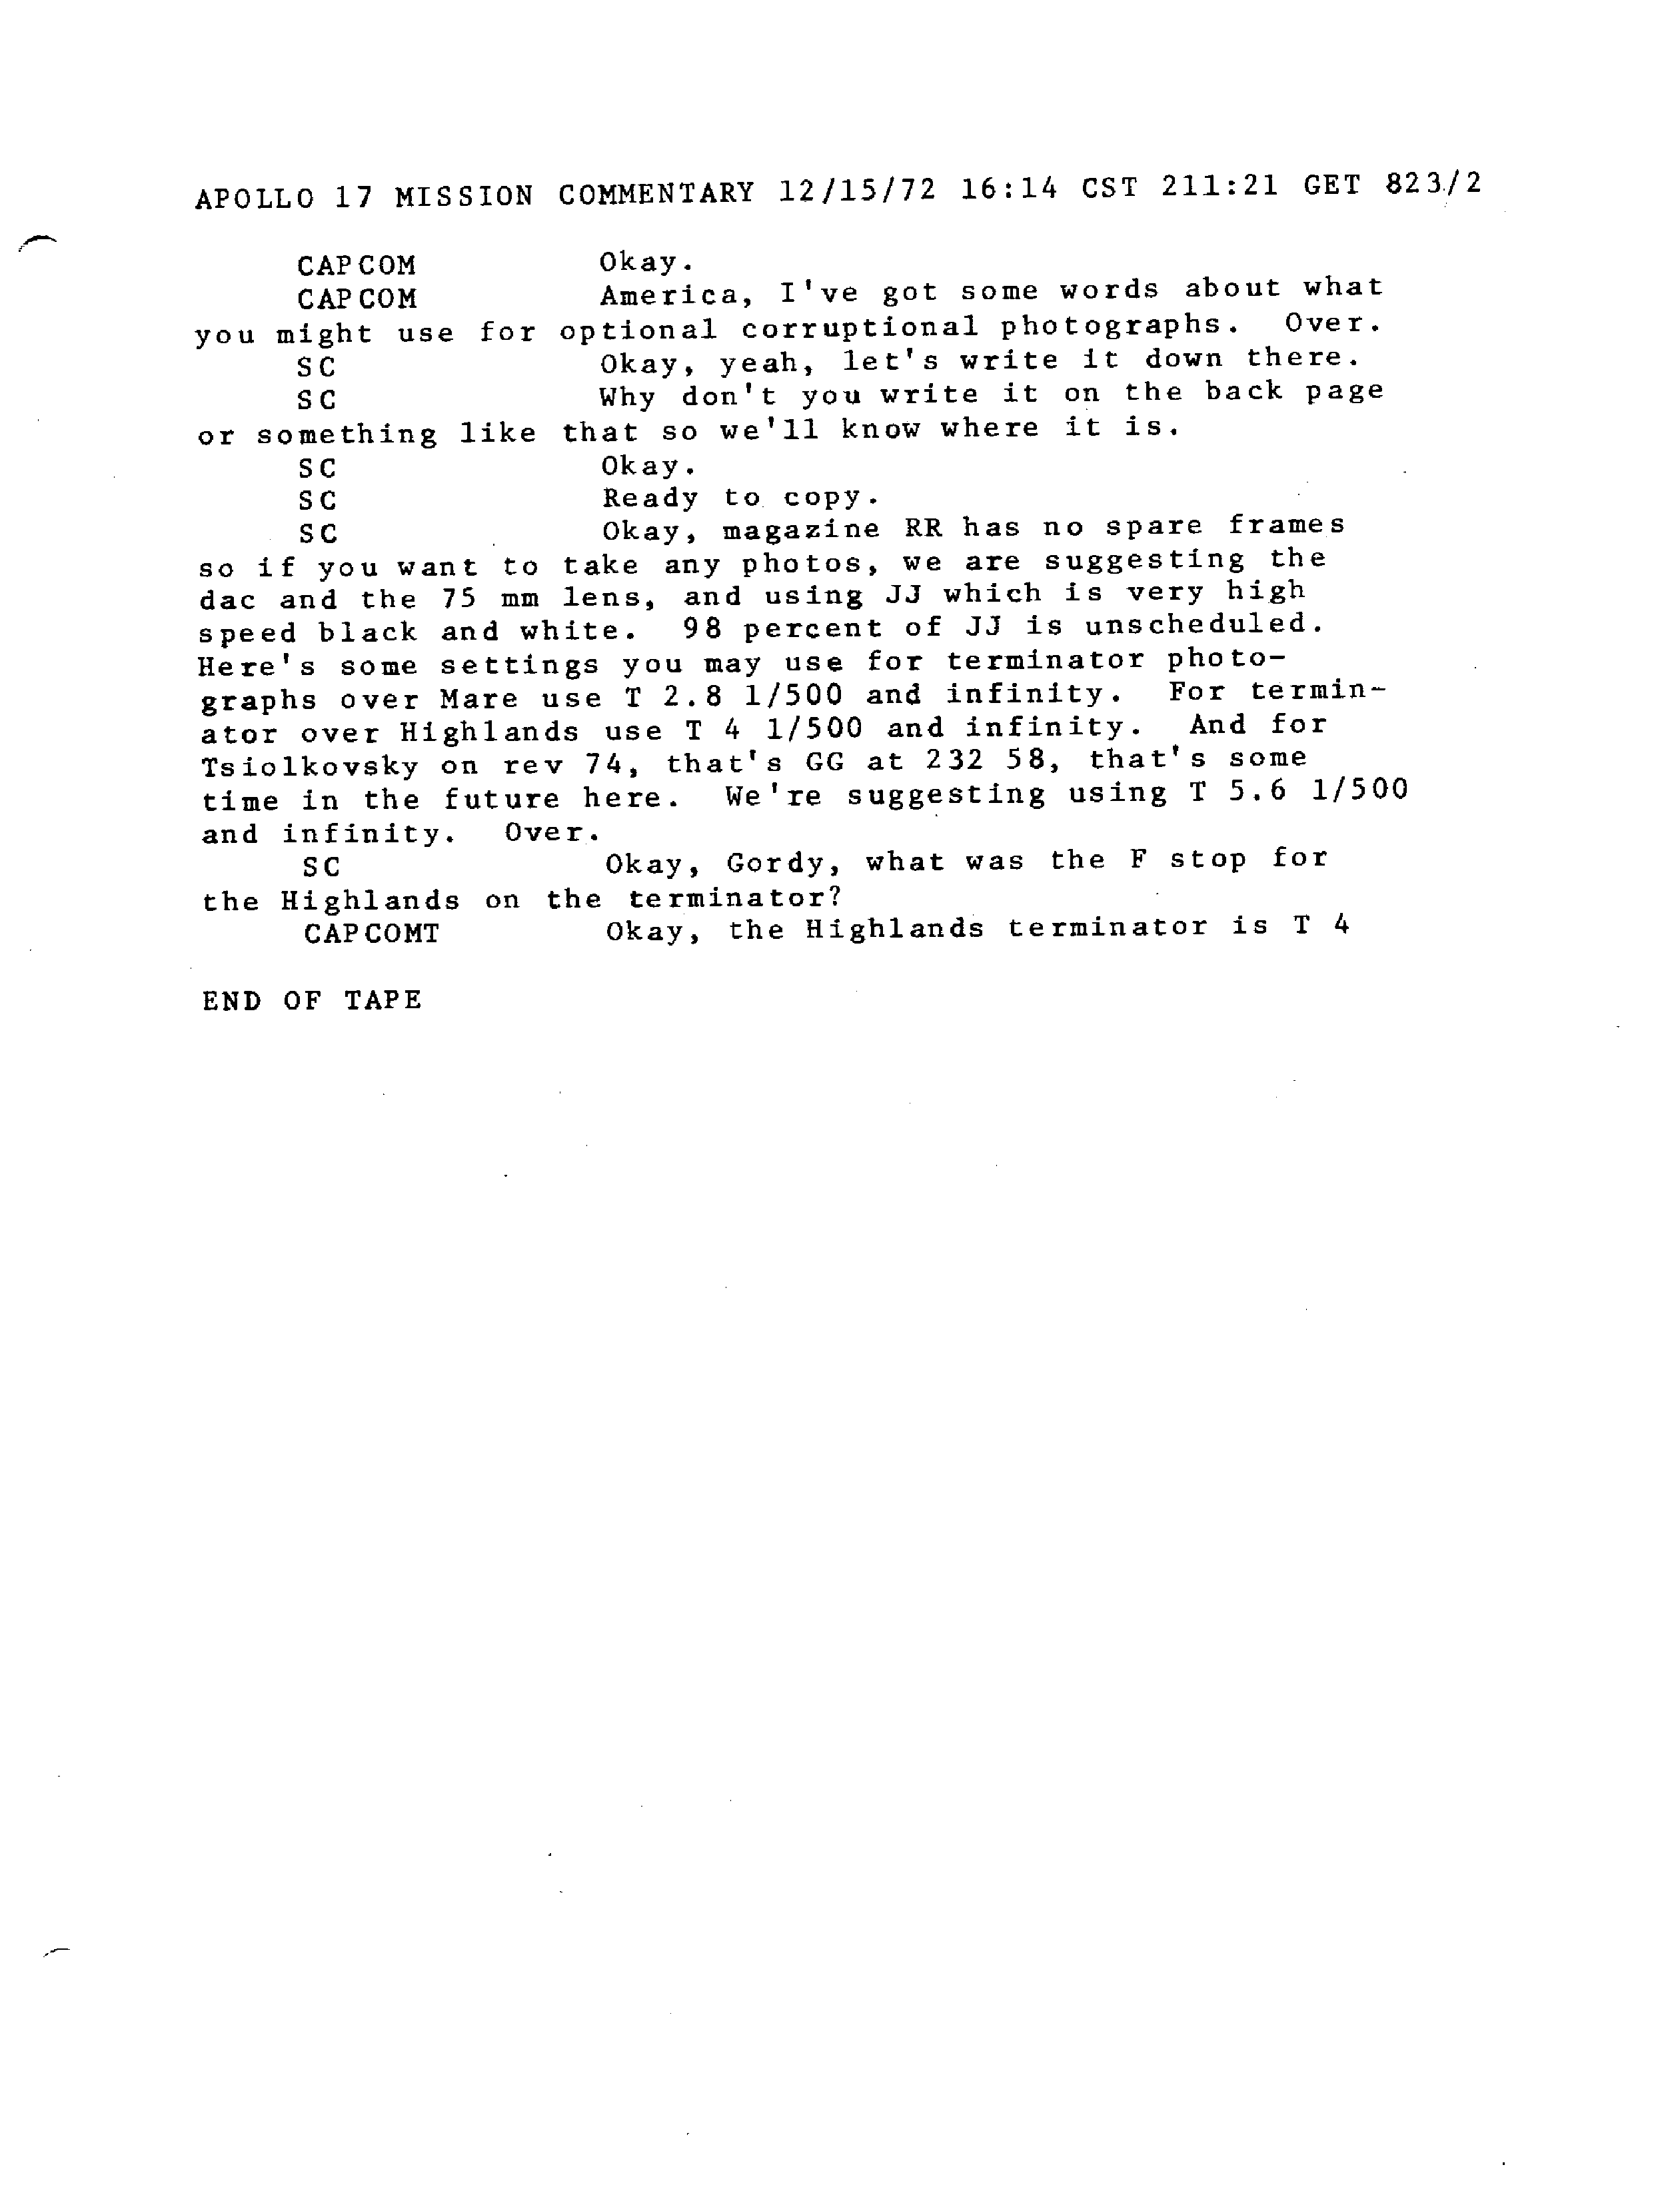 APOLLO 17 MISSION COMMENTARY 12/15/72 16:14 CST 211:21 GET 823/2
CAPCOM Okay.
CAPCOM America, I've got some words about what
you might use for optional corruptional photographs. Over.
SC Okay, yeah, let's write it down there.
SC Why don't you write it on the back page
or something like that so we'll know where it is.
SC Okay.
SC Ready to copy.
SC Okay, magazine RR has no spare frames
so if you want to take any photos, we are suggesting the
dac and the 75 mm lens, and using JJ which is very high
speed black and white. 98 percent of JJ is unscheduled.
Here's some settings you may use for terminator photo-
graphs over Mare use T 2.8 1/500 and infinity. For termin-
ator over Highlands use T 4 1/500 and infinity. And for
Tsiolkovsky on rev 74, that's GG at 232 58, that's some
time in the future here. We're suggesting using T 5.6 1/500
and infinity. Over.
SC Okay, Gordy, what was the F stop for
the Highlands on the terminator?
CAPCOMT Okay, the Highlands terminator is T 4
END OF TAPE